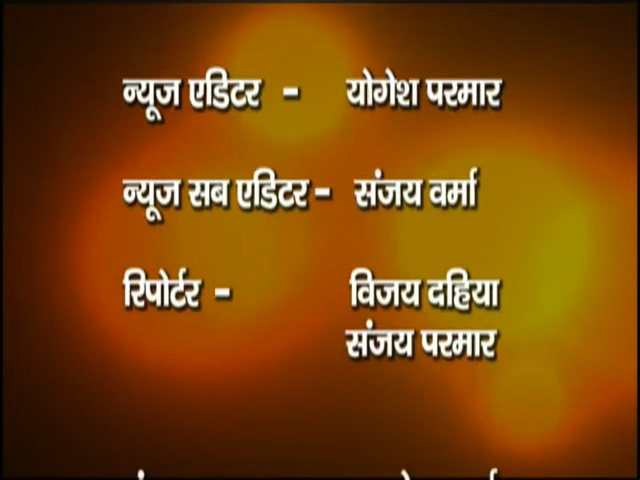 न्यूज एडिटर - योगेश परमार
न्यूज सब एडिटर - संजय वर्मा
रिपोर्टर - विजय दहिया
संजय परमार